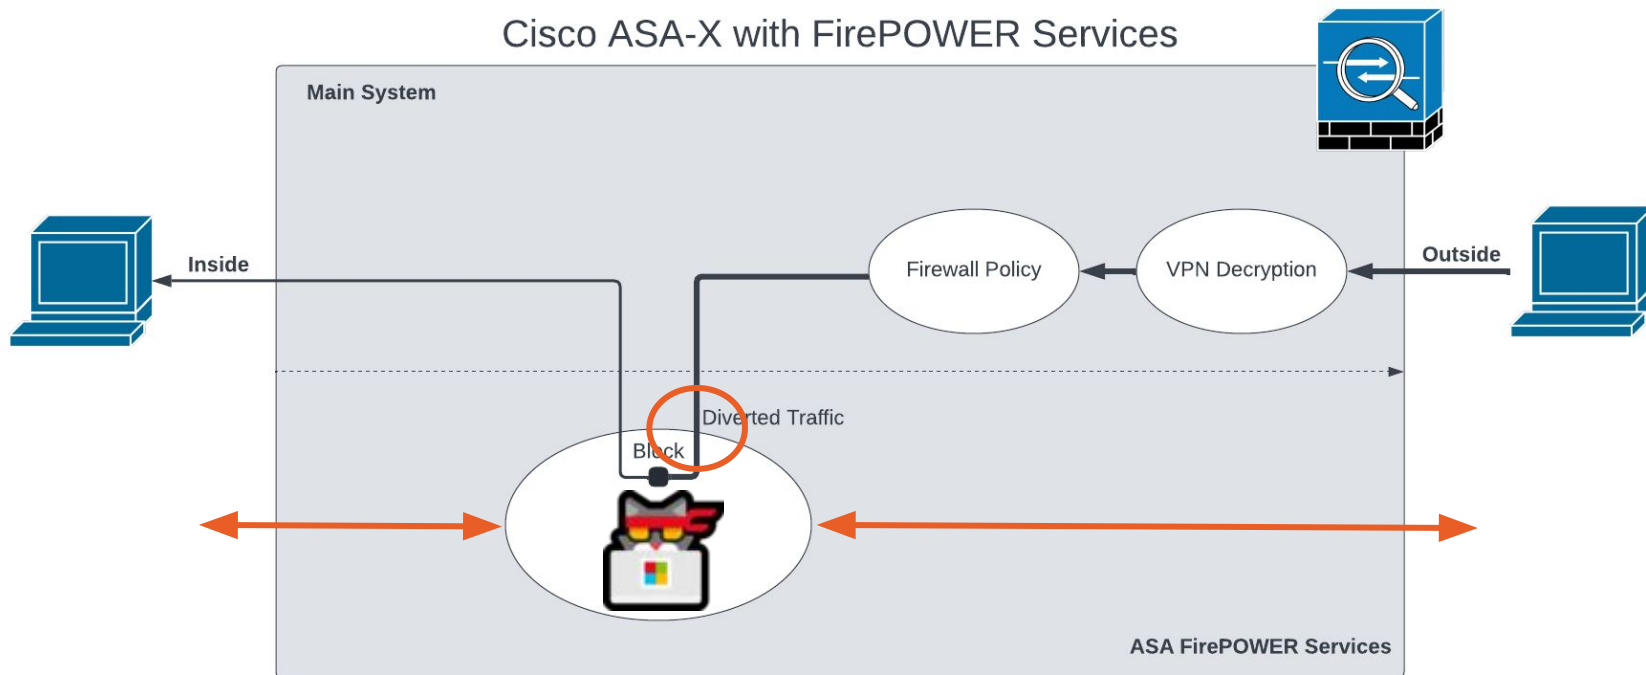 Cisco ASA-X with FirePOWER Services
Main System
Inside
Firewall Policy
VPN Decryption
Outside
Diverted Traffic
Block
ASA FirePOWER Services